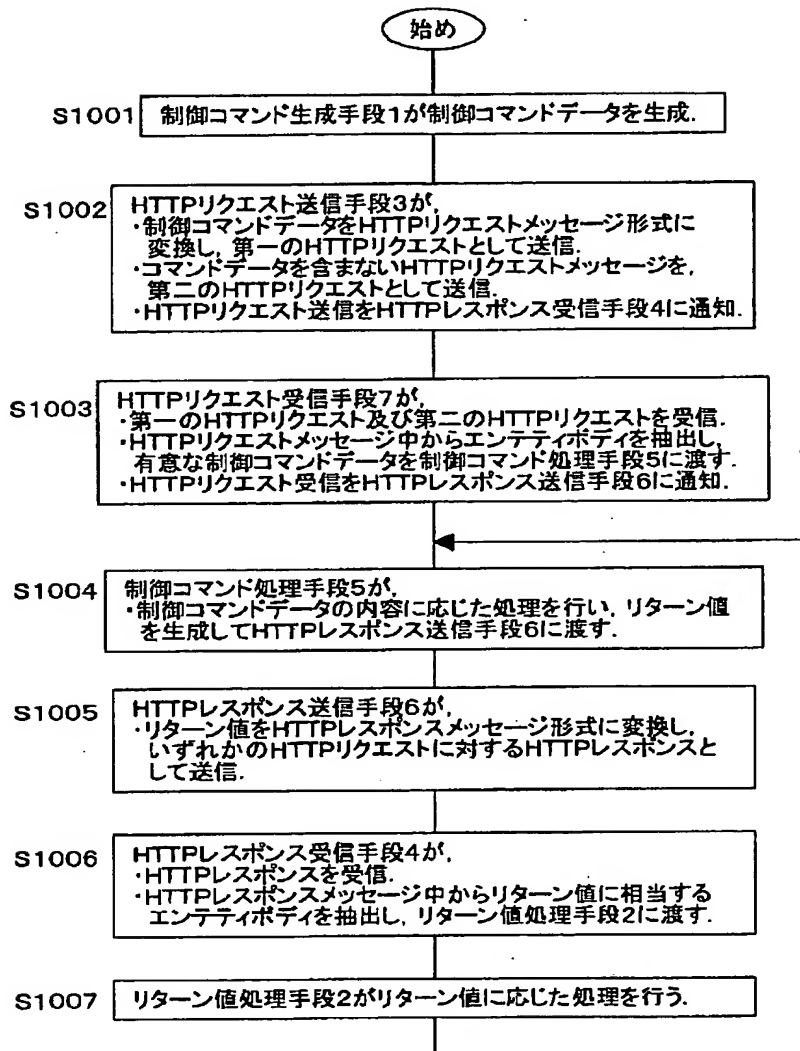 始め
S1001 制御コマンド生成手段1が制御コマンドデータを生成.
S1002 HTTPリクエスト送信手段3が,
・制御コマンドデータをHTTPリクエストメッセージ形式に
変換し, 第一のHTTPリクエストとして送信.
・コマンドデータを含まないHTTPリクエストメッセージを,
第二のHTTPリクエストとして送信.
・HTTPリクエスト送信をHTTPレスポンス受信手段4に通知.
S1003 HTTPリクエスト受信手段7が,
・第一のHTTPリクエスト及び第二のHTTPリクエストを受信.
・HTTPリクエストメッセージ中からエンテティボディを抽出し,
有意な制御コマンドデータを制御コマンド処理手段5に渡す.
・HTTPリクエスト受信をHTTPレスポンス送信手段6に通知.
S1004 制御コマンド処理手段5が,
・制御コマンドデータの内容に応じた処理を行い, リターン値
を生成してHTTPレスポンス送信手段6に渡す.
S1005 HTTPレスポンス送信手段6が,
・リターン値をHTTPレスポンスメッセージ形式に変換し,
いずれかのHTTPリクエストに対するHTTPレスポンスと
して送信.
S1006 HTTPレスポンス受信手段4が,
・HTTPレスポンスを受信.
・HTTPレスポンスメッセージ中からリターン値に相当する
エンテティボディを抽出し, リターン値処理手段2に渡す.
S1007 リターン値処理手段2がリターン値に応じた処理を行う.